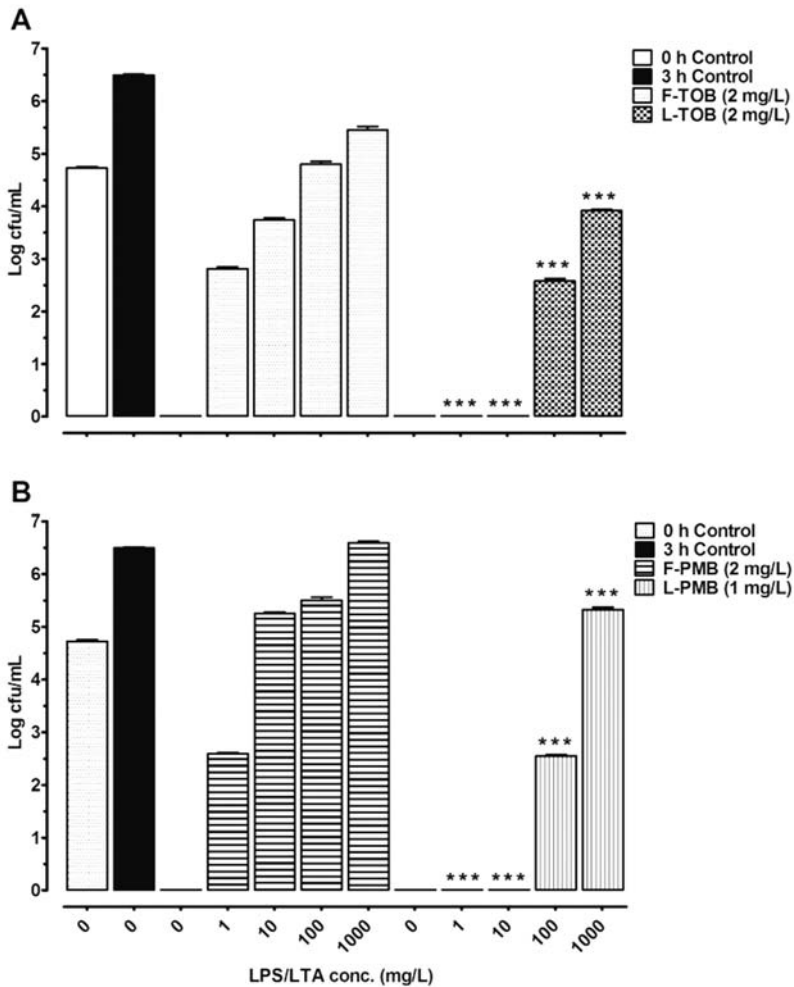 A
7
6
5
4
3
2
1
0
Log cfu/mL
0 h Control
3 h Control
F-TOB (2 mg/L)
L-TOB (2 mg/L)
*** *** *** ***
B
7
6
5
4
3
2
1
0
Log cfu/mL
0 h Control
3 h Control
F-PMB (2 mg/L)
L-PMB (1 mg/L)
*** *** *** ***
0 0 0 1 10 100 1000 0 1 10 100 1000
LPS/LTA conc. (mg/L)